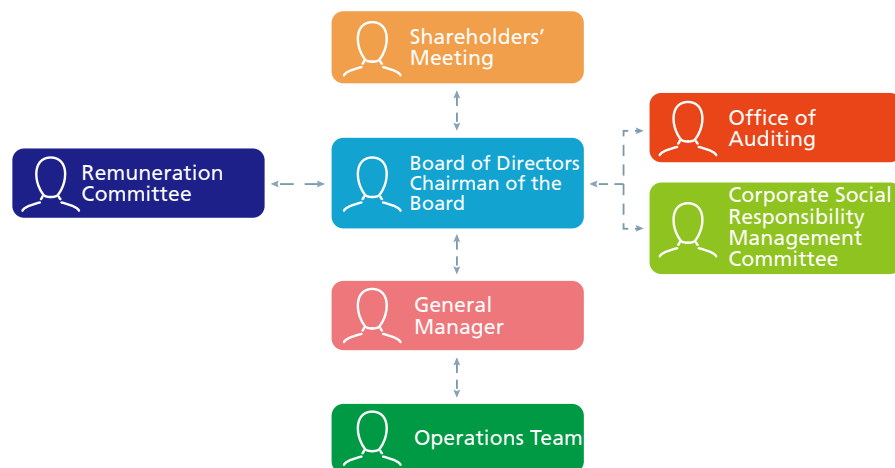 Shareholders’
Meeting
Remuneration
Committee
Board of Directors
Chairman of the
Board
Office of
Auditing
Corporate Social
Responsibility
Management
Committee
General
Manager
Operations Team